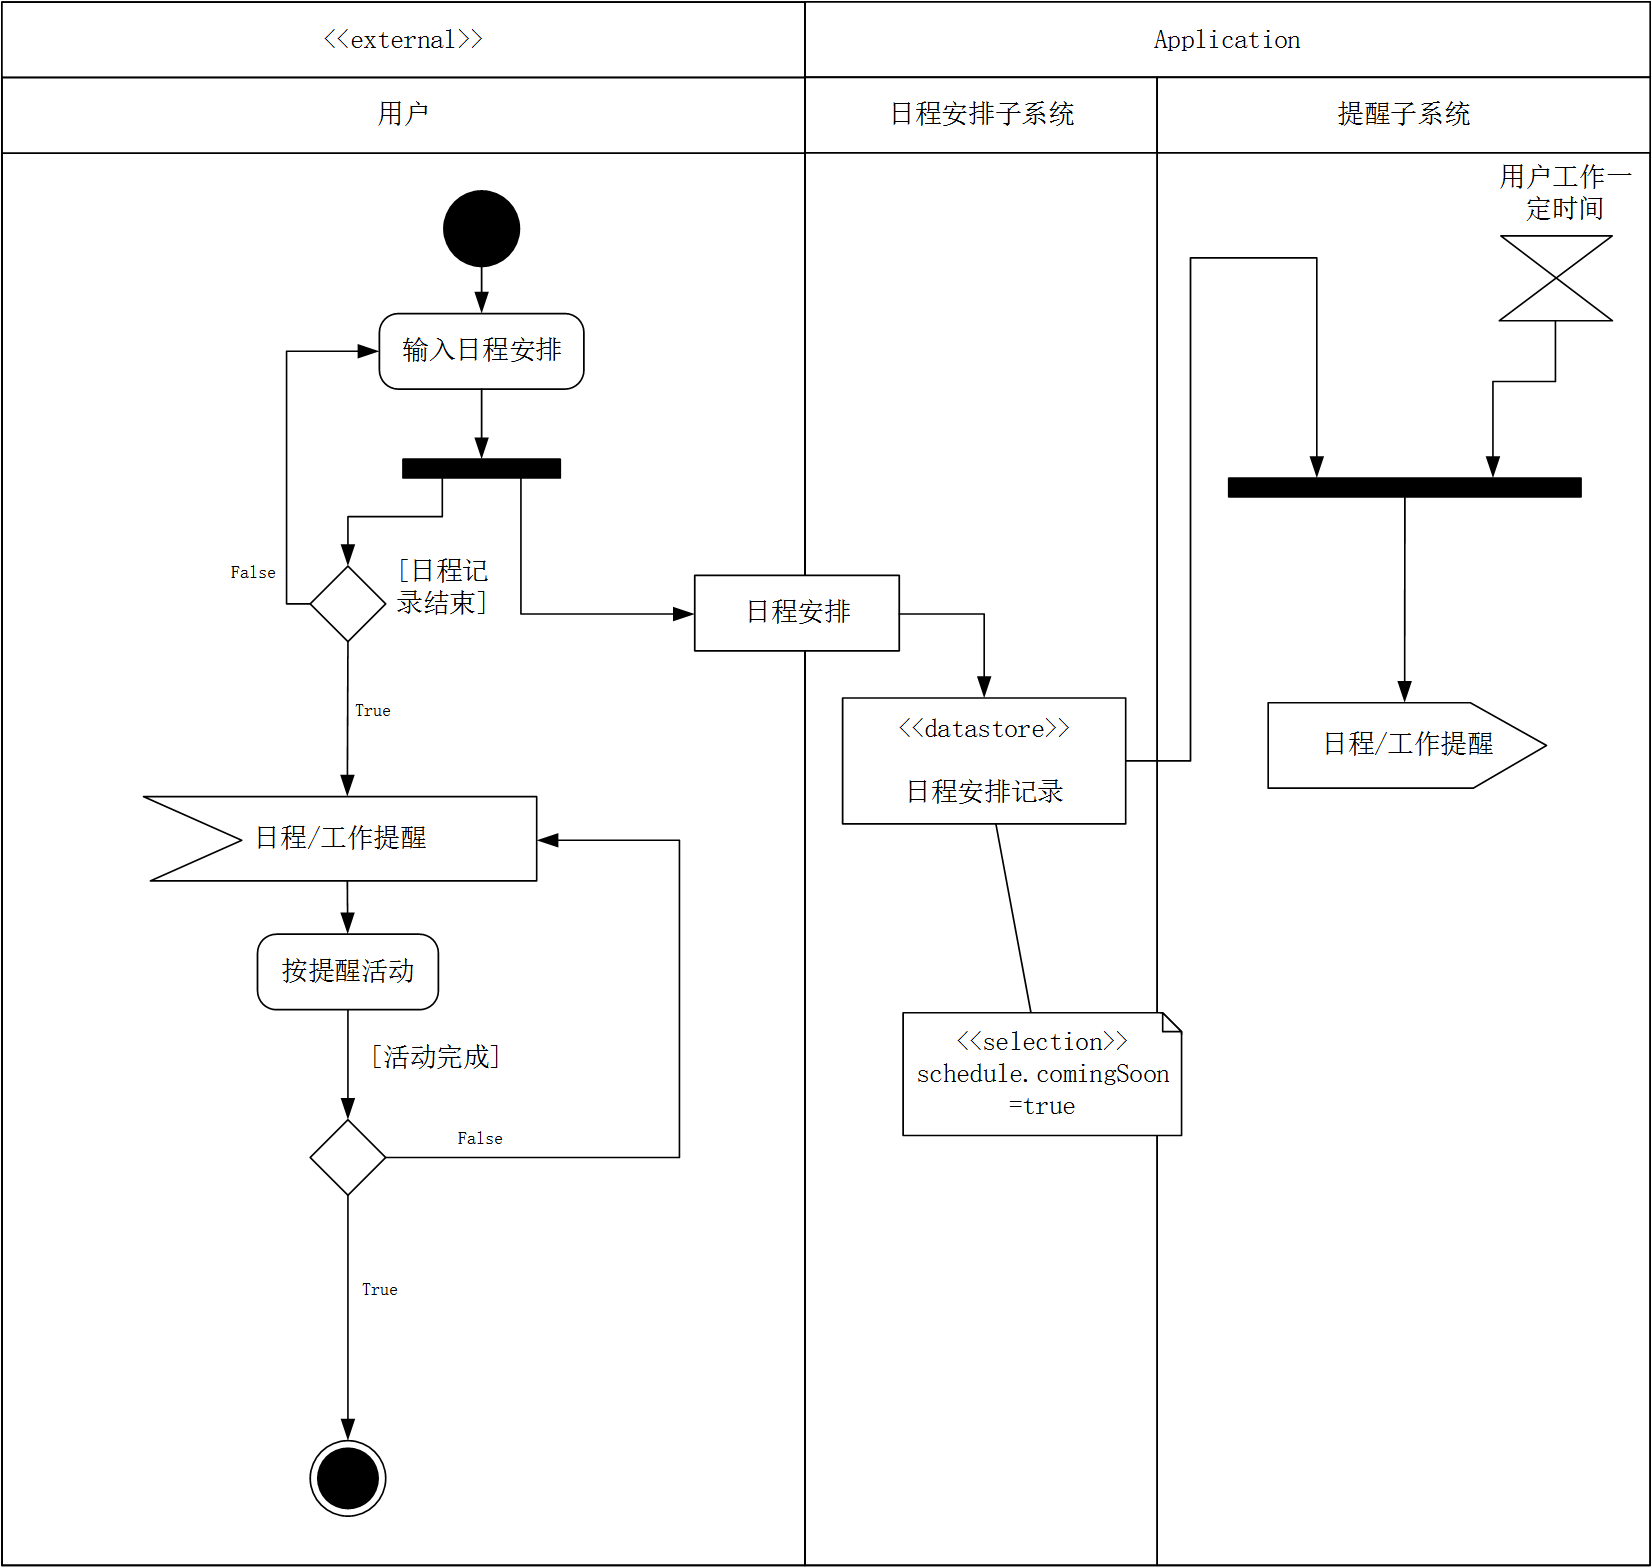 <<external>>
Application
用户
日程安排子系统
提醒子系统
用户工作一
定时间
输入日程安排
False
[日程记
录结束]
日程安排
True
<<datastore>>
日程安排记录
日程/工作提醒
日程/工作提醒
按提醒活动
[活动完成]
<<selection>>
schedule.comingSoon
=true
False
True